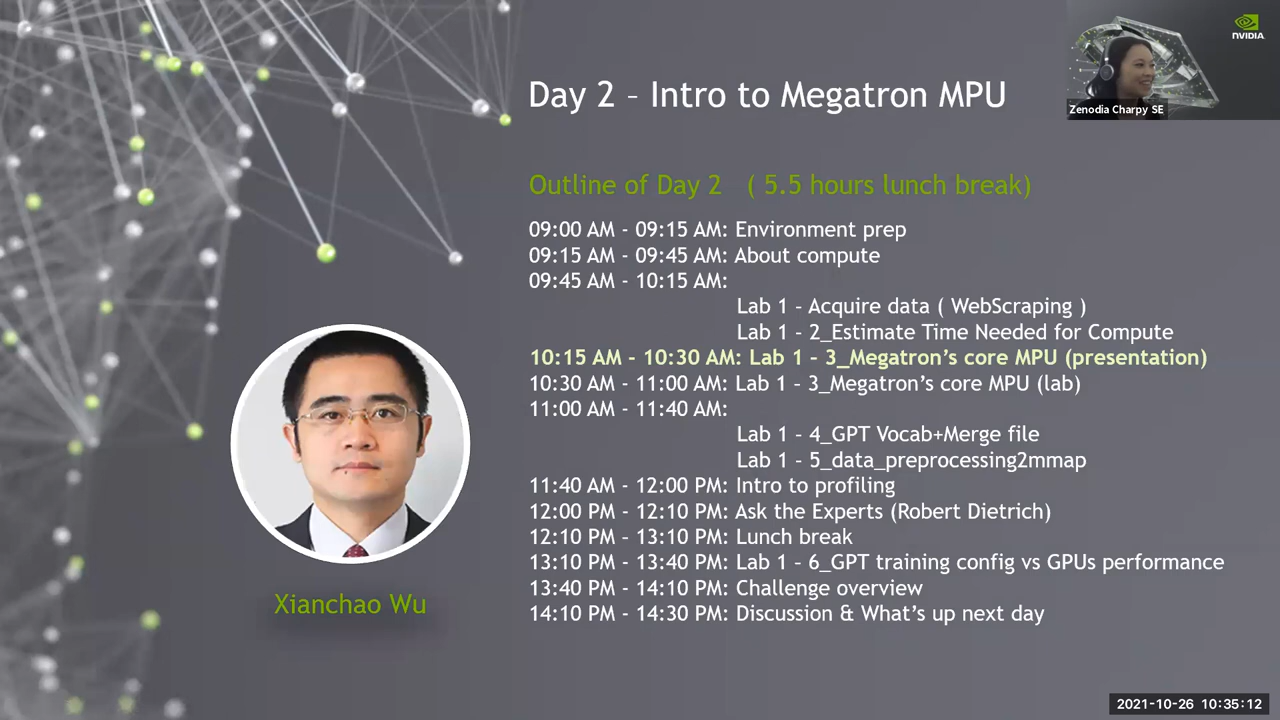 NVIDIA
Zenodia Charpy SE
Day 2 – Intro to Megatron MPU
Outline of Day 2 ( 5.5 hours lunch break)
09:00 AM - 09:15 AM: Environment prep
09:15 AM - 09:45 AM: About compute
09:45 AM - 10:15 AM:
Lab 1 – Acquire data ( WebScraping )
Lab 1 – 2_Estimate Time Needed for Compute
10:15 AM - 10:30 AM: Lab 1 – 3_Megatron’s core MPU (presentation)
10:30 AM - 11:00 AM: Lab 1 – 3_Megatron’s core MPU (lab)
11:00 AM - 11:40 AM:
Lab 1 – 4_GPT Vocab+Merge file
Lab 1 – 5_data_preprocessing2mmap
11:40 AM - 12:00 PM: Intro to profiling
12:00 PM - 12:10 PM: Ask the Experts (Robert Dietrich)
12:10 PM - 13:10 PM: Lunch break
13:10 PM - 13:40 PM: Lab 1 – 6_GPT training config vs GPUs performance
13:40 PM - 14:10 PM: Challenge overview
14:10 PM - 14:30 PM: Discussion & What’s up next day
Xianchao Wu
2021-10-26 10:35:12